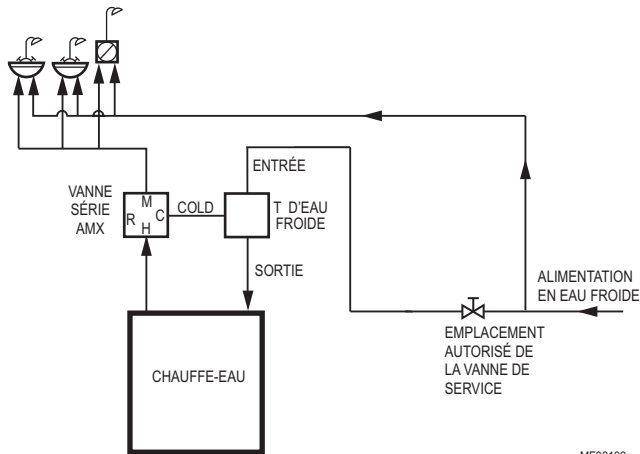 ENTRÉE
VANNE
SÉRIE
AMX
M
R
C
H
COLD
T D'EAU
FROIDE
SORTIE
ALIMENTATION
EN EAU FROIDE
EMPLACEMENT
AUTORISÉ DE
LA VANNE DE
SERVICE
CHAUFFE-EAU